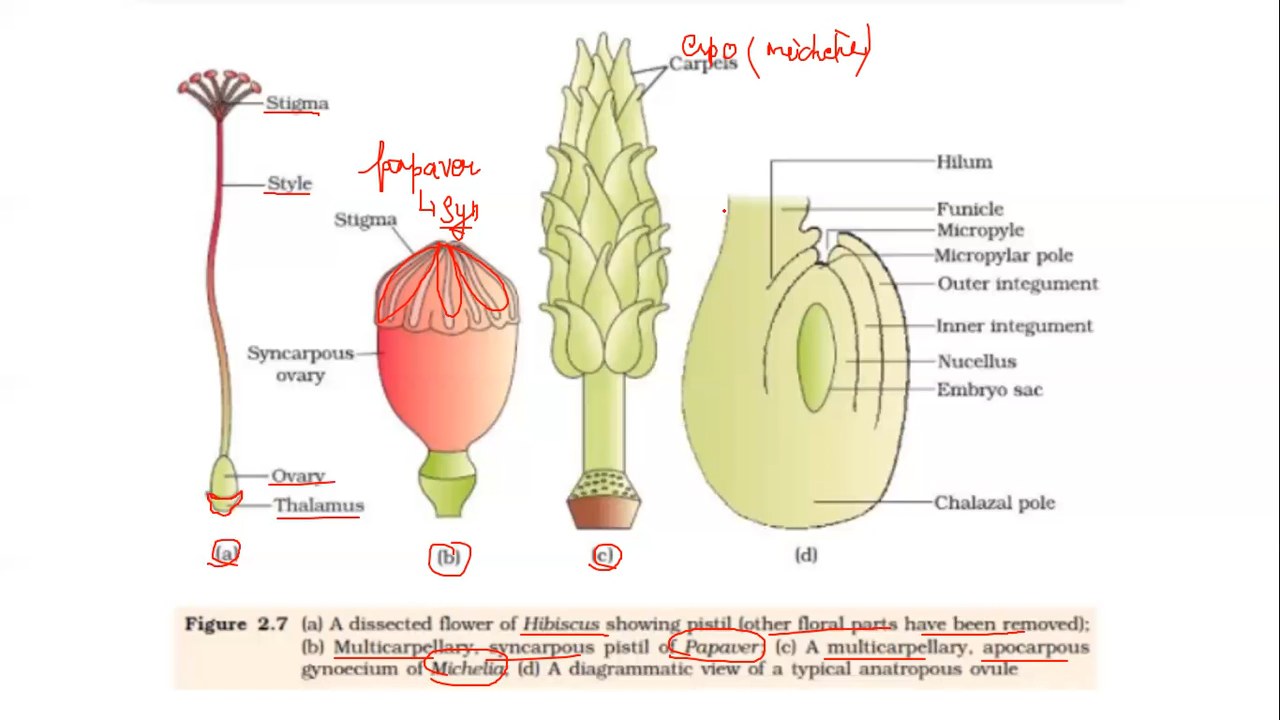 Carpels
(michelia)
Stigma
Style
papaver
↳ Syn
Stigma
Syncarpous
ovary
Ovary
Thalamus
Hilum
Funicle
Micropyle
Micropylar pole
Outer integument
Inner integument
Nucellus
Embryo sac
Chalazal pole
(a)
(b)
(c)
(d)
Figure 2.7 (a) A dissected flower of Hibiscus showing pistil (other floral parts have been removed);
(b) Multicarpellary, syncarpous pistil of Papaver; (c) A multicarpellary, apocarpous
gynoecium of Michelia; (d) A diagrammatic view of a typical anatropous ovule